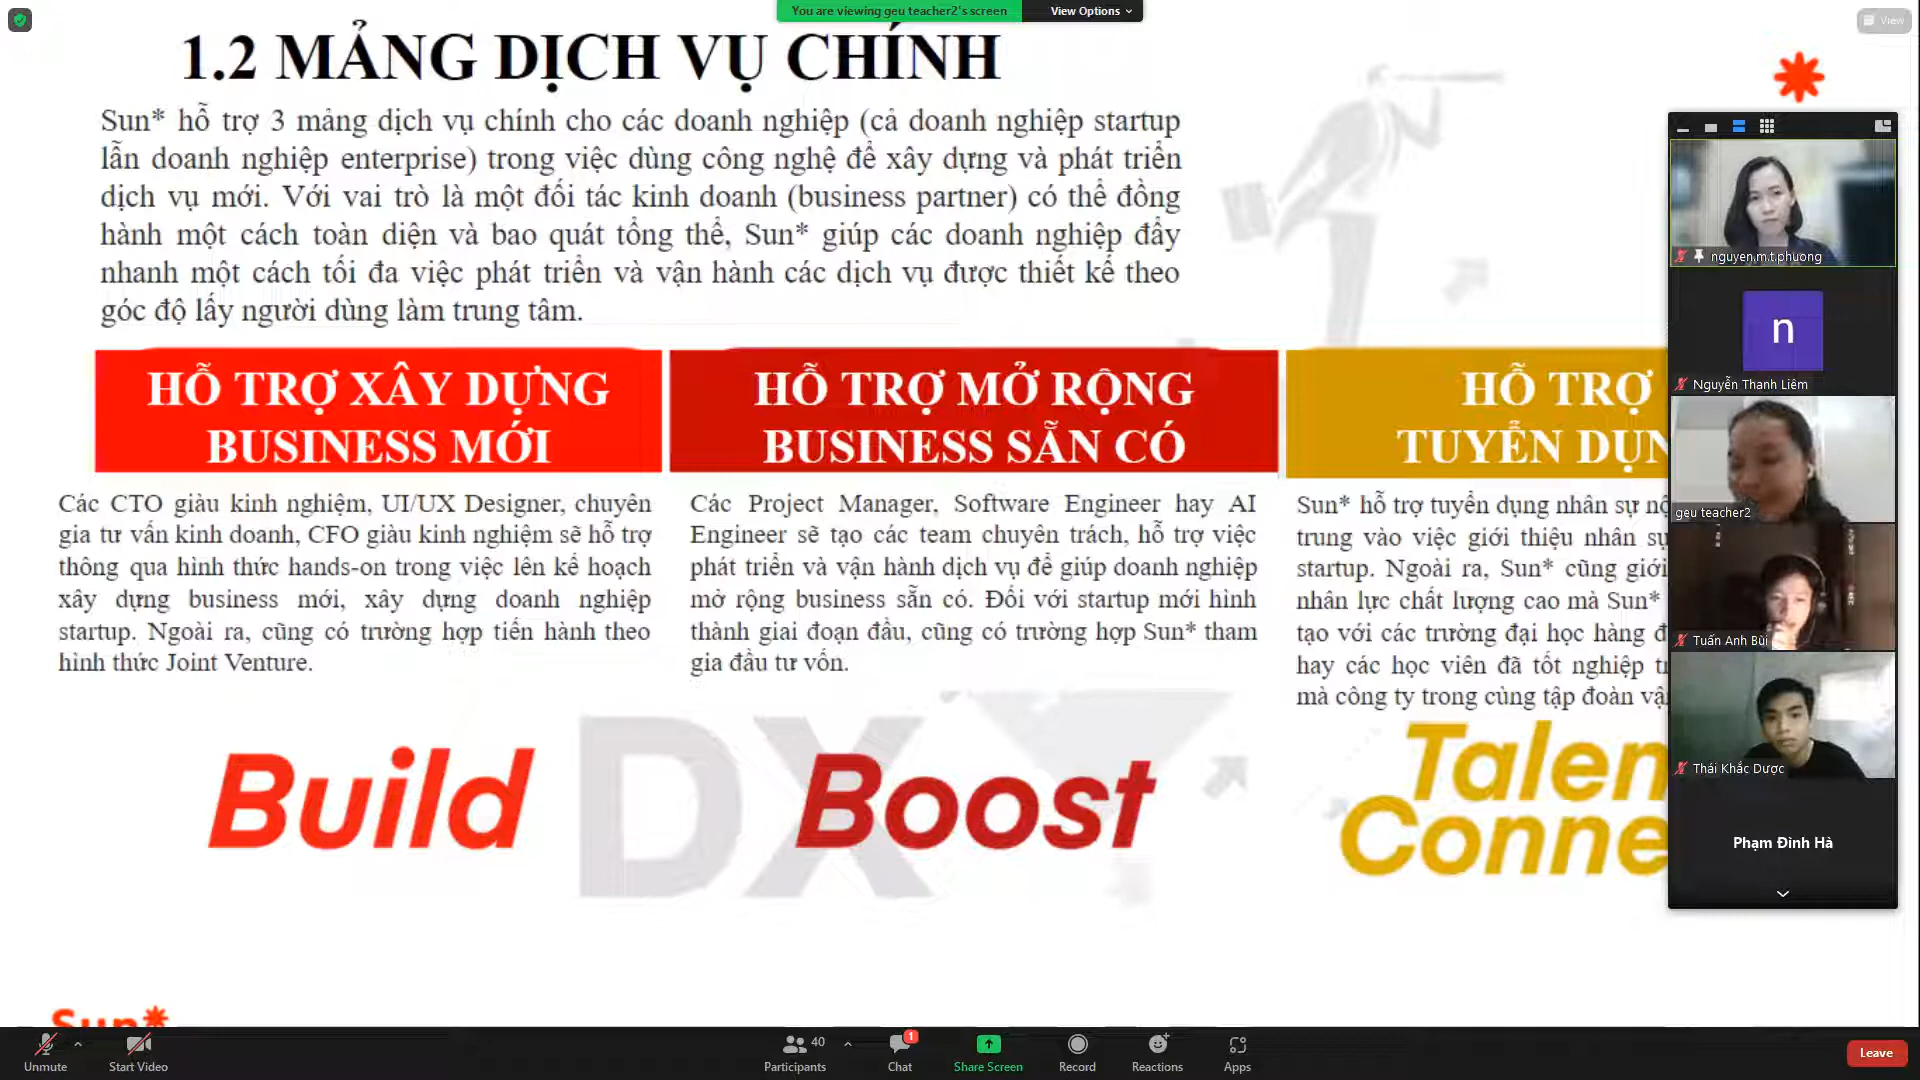 You are viewing geu teacher2's screen
View Options
View
1.2 MẢNG DỊCH VỤ CHÍNH
Sun* hỗ trợ 3 mảng dịch vụ chính cho các doanh nghiệp (cả doanh nghiệp startup
lẫn doanh nghiệp enterprise) trong việc dùng công nghệ để xây dựng và phát triển
dịch vụ mới. Với vai trò là một đối tác kinh doanh (business partner) có thể đồng
hành một cách toàn diện và bao quát tổng thể, Sun* giúp các doanh nghiệp đẩy
nhanh một cách tối đa việc phát triển và vận hành các dịch vụ được thiết kế theo
góc độ lấy người dùng làm trung tâm.
HỖ TRỢ XÂY DỰNG
BUSINESS MỚI
Các CTO giàu kinh nghiệm, UI/UX Designer, chuyên
gia tư vấn kinh doanh, CFO giàu kinh nghiệm sẽ hỗ trợ
thông qua hình thức hands-on trong việc lên kế hoạch
xây dựng business mới, xây dựng doanh nghiệp
startup. Ngoài ra, cũng có trường hợp tiến hành theo
hình thức Joint Venture.
Build
HỖ TRỢ MỞ RỘNG
BUSINESS SẴN CÓ
Các Project Manager, Software Engineer hay AI
Engineer sẽ tạo các team chuyên trách, hỗ trợ việc
phát triển và vận hành dịch vụ để giúp doanh nghiệp
mở rộng business sẵn có. Đối với startup mới hình
thành giai đoạn đầu, cũng có trường hợp Sun* tham
gia đầu tư vốn.
DX
Boost
HỖ TRỢ
TUYỂN DỤN
Sun* hỗ trợ tuyển dụng nhân sự
trung vào việc giới thiệu nhân sự
startup. Ngoài ra, Sun* cũng giới
nhân lực chất lượng cao mà Sun*
tạo với các trường đại học hàng
hay các học viên đã tốt nghiệp
mà công ty trong cùng tập đoàn
Talen
Conne
Sun*
nguyen.m.t.phuong
n
Nguyễn Thanh Liêm
geu teacher2
Tuấn Anh Bùi
Thái Khắc Dược
Phạm Đình Hà
Unmute
Start Video
Participants
40
Chat
1
Share Screen
Record
Reactions
Apps
Leave